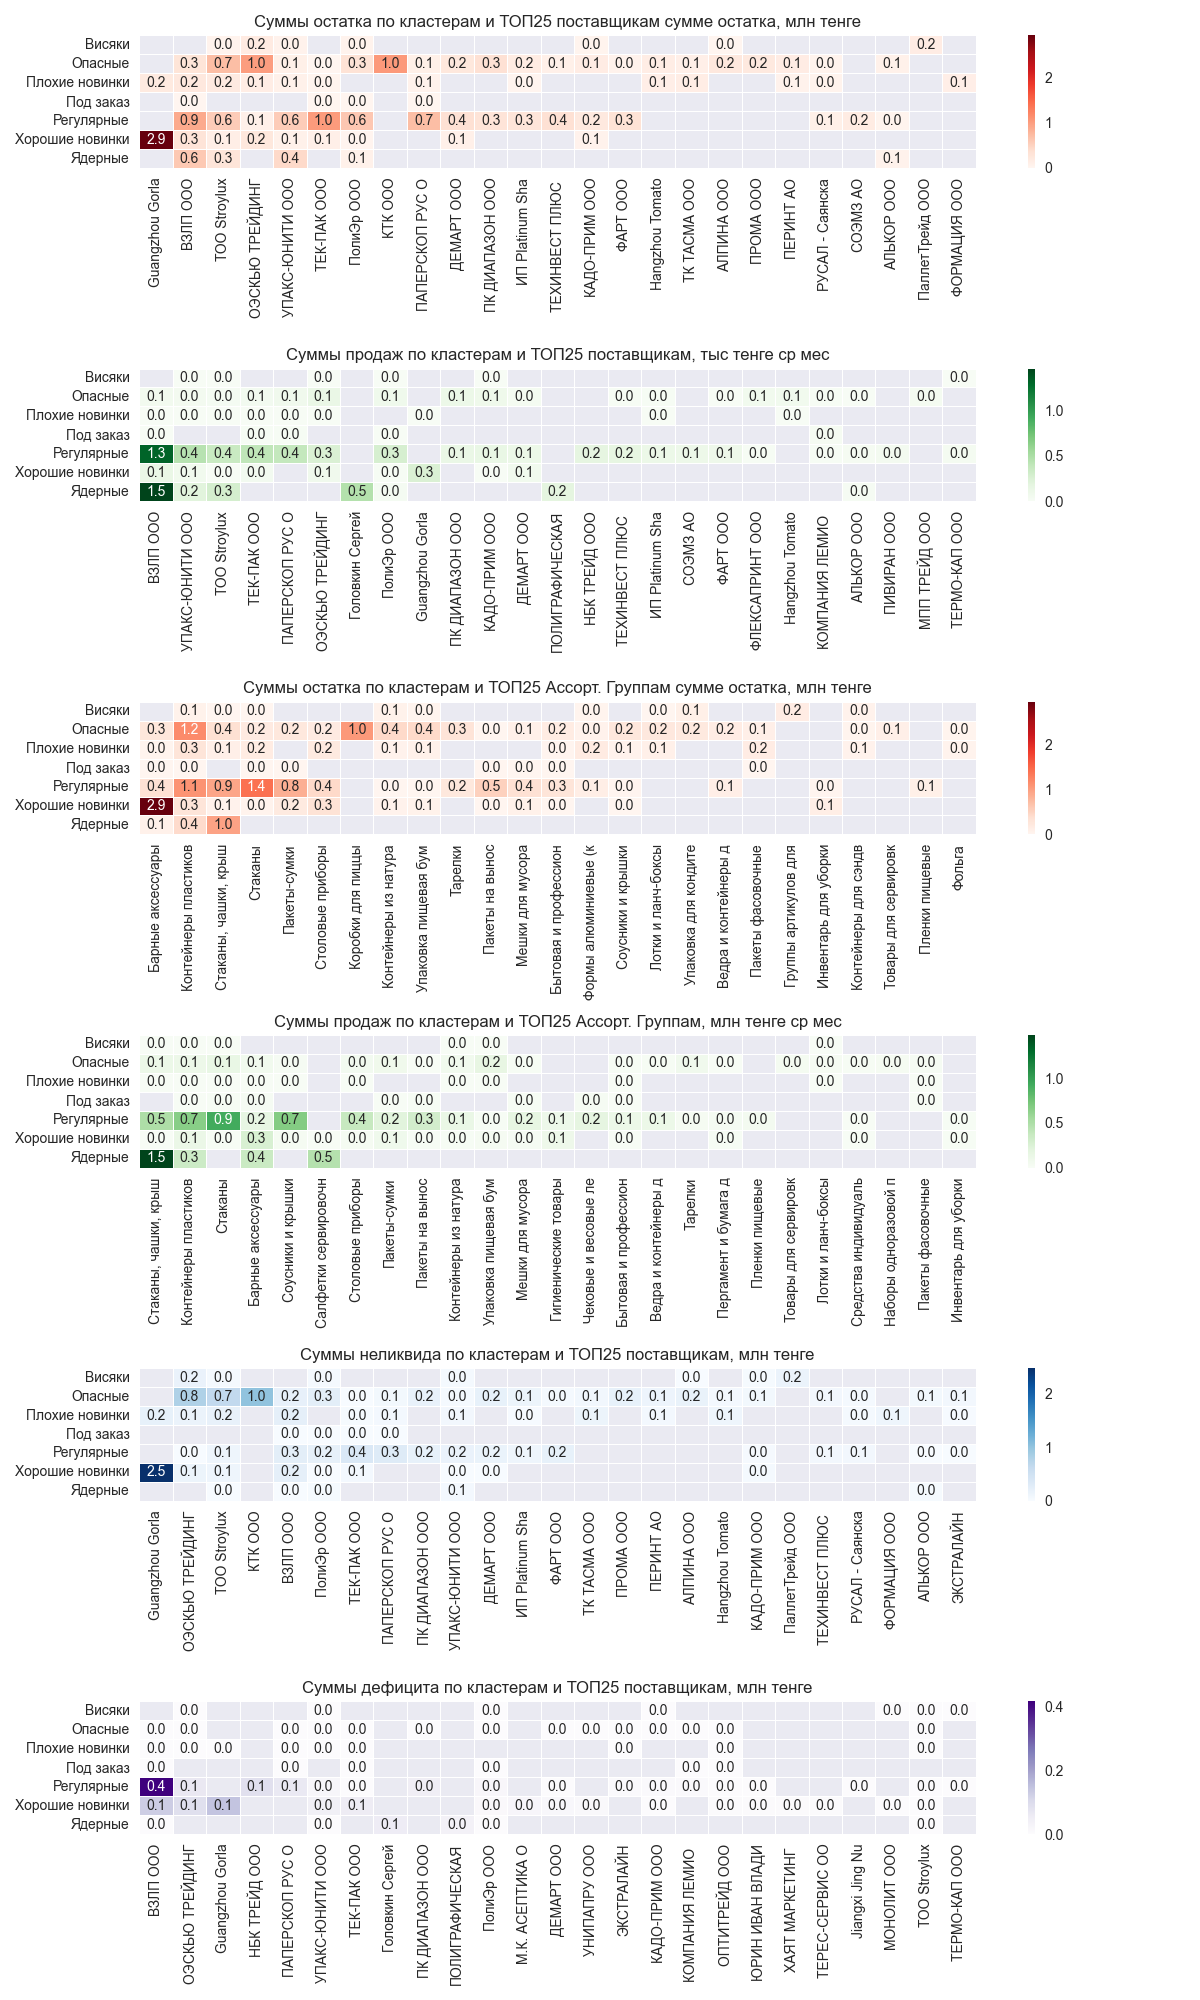 Суммы остатка по кластерам и ТОП25 поставщикам сумме остатка, млн тенге
Висяки 0.0 0.2 0.0 0.0 0.0 0.0 0.2
Опасные 0.3 0.7 1.0 0.1 0.0 0.3 1.0 0.1 0.2 0.3 0.2 0.1 0.1 0.0 0.1 0.1 0.2 0.2 0.1 0.0 0.1
Плохие новинки 0.2 0.2 0.2 0.1 0.1 0.0 0.1 0.0 0.1 0.1 0.1 0.0 0.1
Под заказ 0.0 0.0 0.0 0.0
Регулярные 0.9 0.6 0.1 0.6 1.0 0.6 0.7 0.4 0.3 0.3 0.4 0.2 0.3 0.1 0.2 0.0
Хорошие новинки 2.9 0.3 0.1 0.2 0.1 0.1 0.0 0.1 0.1
Ядерные 0.6 0.3 0.4 0.1 0.1
2
1
0
Guangzhou Gorla
ВЗЛП ООО
ТОО Stroylux
ОЭСКЬЮ ТРЕЙДИНГ
УПАКС-ЮНИТИ ООО
ТЕК-ПАК ООО
ПолиЭр ООО
КТК ООО
ПАПЕРСКОП РУС О
ДЕМАРТ ООО
ПК ДИАПАЗОН ООО
ИП Platinum Sha
ТЕХИНВЕСТ ПЛЮС
КАДО-ПРИМ ООО
ФАРТ ООО
Hangzhou Tomato
ТК ТАСМА ООО
АЛПИНА ООО
ПРОМА ООО
ПЕРИНТ АО
РУСАЛ - Саянска
СОЭМЗ АО
АЛЬКОР ООО
ПаллетТрейд ООО
ФОРМАЦИЯ ООО
Суммы продаж по кластерам и ТОП25 поставщикам, тыс тенге ср мес
Висяки 0.0 0.0 0.0 0.0 0.0 0.0
Опасные 0.1 0.0 0.0 0.1 0.1 0.1 0.1 0.1 0.1 0.0 0.0 0.0 0.0 0.1 0.1 0.0 0.0 0.0
Плохие новинки 0.0 0.0 0.0 0.0 0.0 0.0 0.0 0.0 0.0
Под заказ 0.0 0.0 0.0 0.0 0.0
Регулярные 1.3 0.4 0.4 0.4 0.4 0.3 0.3 0.1 0.1 0.1 0.2 0.2 0.1 0.1 0.1 0.0 0.0 0.0 0.0 0.0
Хорошие новинки 0.1 0.1 0.0 0.0 0.1 0.0 0.3 0.0 0.1
Ядерные 1.5 0.2 0.3 0.5 0.0 0.2 0.0
1.0
0.5
0.0
ВЗЛП ООО
УПАКС-ЮНИТИ ООО
ТОО Stroylux
ТЕК-ПАК ООО
ПАПЕРСКОП РУС О
ОЭСКЬЮ ТРЕЙДИНГ
Головкин Сергей
ПолиЭр ООО
Guangzhou Gorla
ПК ДИАПАЗОН ООО
КАДО-ПРИМ ООО
ДЕМАРТ ООО
ПОЛИГРАФИЧЕСКАЯ
НБК ТРЕЙД ООО
ТЕХИНВЕСТ ПЛЮС
ИП Platinum Sha
СОЭМЗ АО
ФАРТ ООО
ФЛЕКСАПРИНТ ООО
Hangzhou Tomato
КОМПАНИЯ ЛЕМИО
АЛЬКОР ООО
ПИВИРАН ООО
МПП ТРЕЙД ООО
ТЕРМО-КАП ООО
Суммы остатка по кластерам и ТОП25 Ассорт. Группам сумме остатка, млн тенге
Висяки 0.1 0.0 0.0 0.1 0.0 0.0 0.0 0.1 0.2 0.0
Опасные 0.3 1.2 0.4 0.2 0.2 0.2 1.0 0.4 0.4 0.3 0.0 0.1 0.2 0.0 0.2 0.2 0.2 0.2 0.1 0.0 0.1 0.0
Плохие новинки 0.0 0.3 0.1 0.2 0.2 0.1 0.1 0.0 0.2 0.1 0.1 0.2 0.1 0.0
Под заказ 0.0 0.0 0.0 0.0 0.0 0.0 0.0 0.0
Регулярные 0.4 1.1 0.9 1.4 0.8 0.4 0.0 0.0 0.2 0.5 0.4 0.3 0.1 0.0 0.1 0.0 0.1
Хорошие новинки 2.9 0.3 0.1 0.0 0.2 0.3 0.1 0.1 0.0 0.1 0.0 0.0 0.1
Ядерные 0.1 0.4 1.0
2
1
0
Барные аксессуары
Контейнеры пластиков
Стаканы, чашки, крыш
Стаканы
Пакеты-сумки
Столовые приборы
Коробки для пиццы
Контейнеры из натура
Упаковка пищевая бум
Тарелки
Пакеты на вынос
Мешки для мусора
Бытовая и профессион
Формы алюминиевые (к
Соусники и крышки
Лотки и ланч-боксы
Упаковка для кондите
Ведра и контейнеры д
Пакеты фасовочные
Группы артикулов для
Инвентарь для уборки
Контейнеры для сэндв
Товары для сервировк
Пленки пищевые
Фольга
Суммы продаж по кластерам и ТОП25 Ассорт. Группам, млн тенге ср мес
Висяки 0.0 0.0 0.0 0.0 0.0 0.0
Опасные 0.1 0.1 0.1 0.1 0.0 0.0 0.1 0.0 0.1 0.2 0.0 0.0 0.0 0.1 0.0 0.0 0.0 0.0 0.0 0.0
Плохие новинки 0.0 0.0 0.0 0.0 0.0 0.0 0.0 0.0 0.0 0.0 0.0
Под заказ 0.0 0.0 0.0 0.0 0.0 0.0 0.0 0.0 0.0
Регулярные 0.5 0.7 0.9 0.2 0.7 0.4 0.2 0.3 0.1 0.0 0.2 0.1 0.2 0.1 0.1 0.0 0.0 0.0 0.0 0.0
Хорошие новинки 0.0 0.1 0.0 0.3 0.0 0.0 0.0 0.1 0.0 0.0 0.0 0.0 0.1 0.0 0.0 0.0 0.0
Ядерные 1.5 0.3 0.4 0.5
1.0
0.5
0.0
Стаканы, чашки, крыш
Контейнеры пластиков
Стаканы
Барные аксессуары
Соусники и крышки
Салфетки сервировочн
Столовые приборы
Пакеты-сумки
Пакеты на вынос
Контейнеры из натура
Упаковка пищевая бум
Мешки для мусора
Гигиенические товары
Чековые и весовые ле
Бытовая и профессион
Ведра и контейнеры д
Тарелки
Пергамент и бумага д
Пленки пищевые
Товары для сервировк
Лотки и ланч-боксы
Средства индивидуаль
Наборы одноразовой п
Пакеты фасовочные
Инвентарь для уборки
Суммы неликвида по кластерам и ТОП25 поставщикам, млн тенге
Висяки 0.2 0.0 0.0 0.0 0.0 0.0 0.2
Опасные 0.8 0.7 1.0 0.2 0.3 0.0 0.1 0.2 0.0 0.2 0.1 0.0 0.1 0.2 0.1 0.2 0.1 0.1 0.1 0.0 0.1 0.1
Плохие новинки 0.2 0.1 0.2 0.2 0.0 0.1 0.1 0.0 0.1 0.1 0.1 0.0 0.1 0.0
Под заказ 0.0 0.0 0.0 0.0
Регулярные 0.0 0.1 0.3 0.2 0.4 0.3 0.2 0.2 0.2 0.1 0.2 0.0 0.1 0.1 0.0 0.0
Хорошие новинки 2.5 0.1 0.1 0.2 0.0 0.1 0.0 0.0 0.0
Ядерные 0.0 0.0 0.0 0.1 0.0
2
1
0
Guangzhou Gorla
ОЭСКЬЮ ТРЕЙДИНГ
ТОО Stroylux
КТК ООО
ВЗЛП ООО
ПолиЭр ООО
ТЕК-ПАК ООО
ПАПЕРСКОП РУС О
ПК ДИАПАЗОН ООО
УПАКС-ЮНИТИ ООО
ДЕМАРТ ООО
ИП Platinum Sha
ФАРТ ООО
ТК ТАСМА ООО
ПРОМА ООО
ПЕРИНТ АО
АЛПИНА ООО
Hangzhou Tomato
КАДО-ПРИМ ООО
ПаллетТрейд ООО
ТЕХИНВЕСТ ПЛЮС
РУСАЛ - Саянска
ФОРМАЦИЯ ООО
АЛЬКОР ООО
ЭКСТРАЛАЙН
Суммы дефицита по кластерам и ТОП25 поставщикам, млн тенге
Висяки 0.0 0.0 0.0 0.0 0.0 0.0 0.0
Опасные 0.0 0.0 0.0 0.0 0.0 0.0 0.0 0.0 0.0 0.0 0.0 0.0 0.0 0.0
Плохие новинки 0.0 0.0 0.0 0.0 0.0 0.0 0.0 0.0 0.0
Под заказ 0.0 0.0 0.0 0.0 0.0 0.0
Регулярные 0.4 0.1 0.1 0.1 0.0 0.0 0.0 0.0 0.0 0.0 0.0 0.0 0.0 0.0 0.0 0.0 0.0
Хорошие новинки 0.1 0.1 0.1 0.0 0.1 0.0 0.0 0.0 0.0 0.0 0.0 0.0 0.0 0.0 0.0
Ядерные 0.0 0.0 0.1 0.0 0.0 0.0
0.4
0.2
0.0
ВЗЛП ООО
ОЭСКЬЮ ТРЕЙДИНГ
Guangzhou Gorla
НБК ТРЕЙД ООО
ПАПЕРСКОП РУС О
УПАКС-ЮНИТИ ООО
ТЕК-ПАК ООО
Головкин Сергей
ПК ДИАПАЗОН ООО
ПОЛИГРАФИЧЕСКАЯ
ПолиЭр ООО
М.К. АСЕПТИКА О
ДЕМАРТ ООО
УНИПАПРУ ООО
ЭКСТРАЛАЙН
КАДО-ПРИМ ООО
КОМПАНИЯ ЛЕМИО
ОПТИТРЕЙД ООО
ЮРИН ИВАН ВЛАДИ
ХАЯТ МАРКЕТИНГ
ТЕРЕС-СЕРВИС ОО
Jiangxi Jing Nu
МОНОЛИТ ООО
ТОО Stroylux
ТЕРМО-КАП ООО